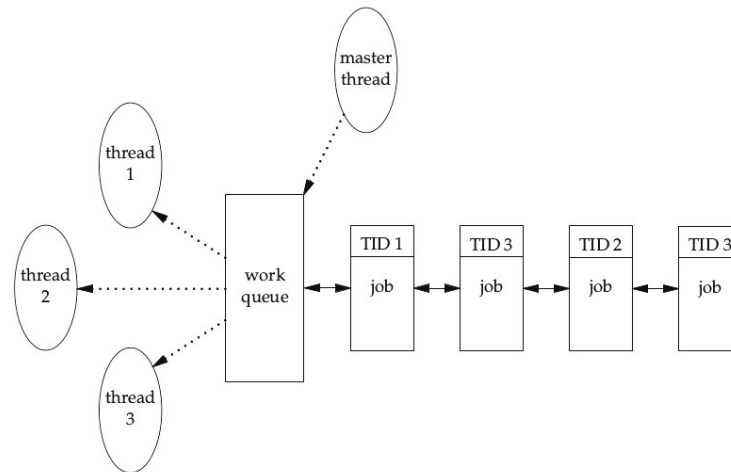 master
thread
thread
1
thread
2
thread
3
work
queue
TID 1
job
TID 3
job
TID 2
job
TID 3
job